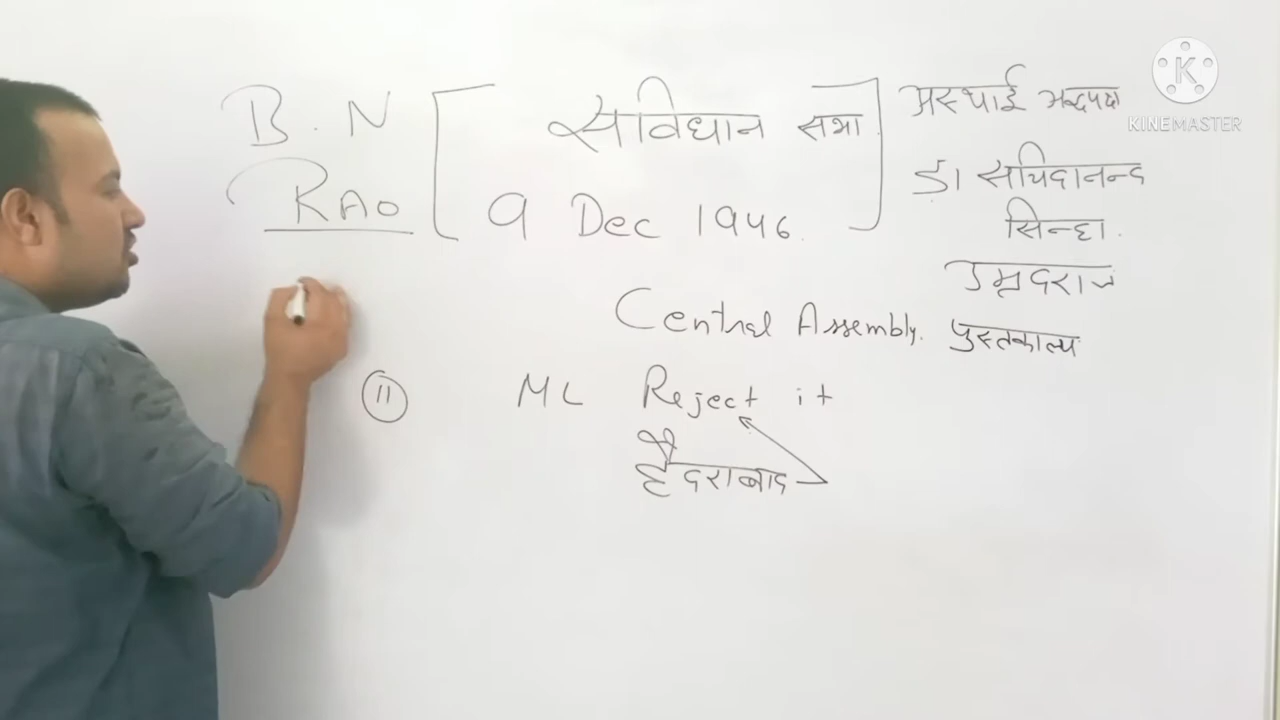 B. N
RAO
संविधान सभा
9 Dec 1946.
अस्थाई अध्यक्ष
डा सचिदानन्द
सिन्हा.
उम्रदराज
Central Assembly. पुस्तकालय
11
ML Reject it
हैदराबाद
KINEMASTER